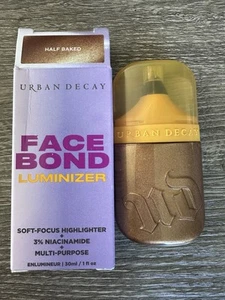 HALF BAKED
URBAN DECAY
FACE
BOND
LUMINIZER
SOFT-FOCUS HIGHLIGHTER
+
3% NIACINAMIDE
+
MULTI-PURPOSE
ENLUMINEUR | 30ml / 1 fl oz
URBAN DECAY
UD